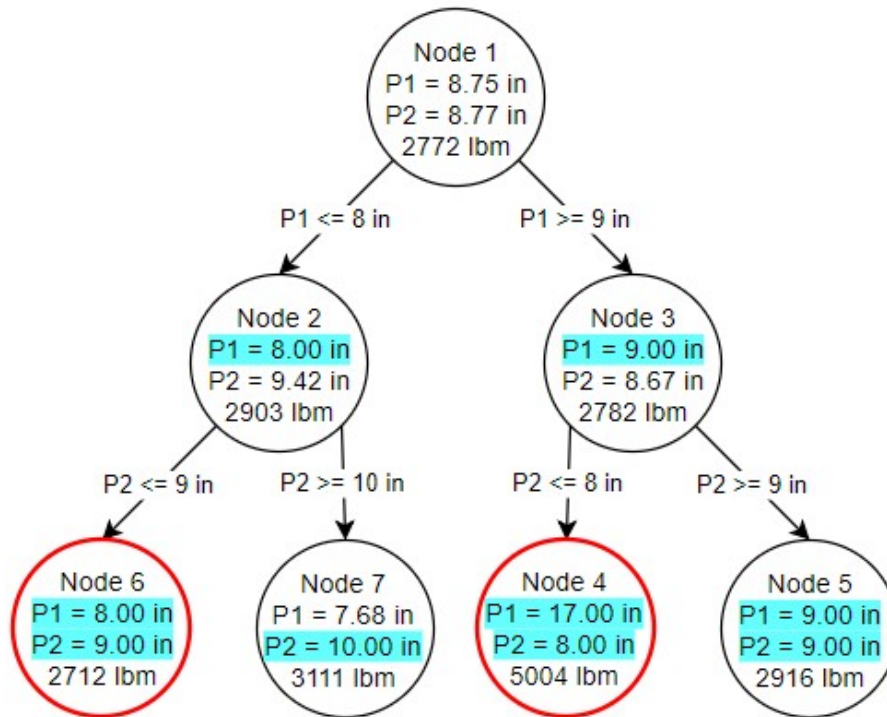 Node 1
P1 = 8.75 in
P2 = 8.77 in
2772 lbm
P1 <= 8 in
P1 >= 9 in
Node 2
P1 = 8.00 in
P2 = 9.42 in
2903 lbm
Node 3
P1 = 9.00 in
P2 = 8.67 in
2782 lbm
P2 <= 9 in
P2 >= 10 in
P2 <= 8 in
P2 >= 9 in
Node 6
P1 = 8.00 in
P2 = 9.00 in
2712 lbm
Node 7
P1 = 7.68 in
P2 = 10.00 in
3111 lbm
Node 4
P1 = 17.00 in
P2 = 8.00 in
5004 lbm
Node 5
P1 = 9.00 in
P2 = 9.00 in
2916 lbm